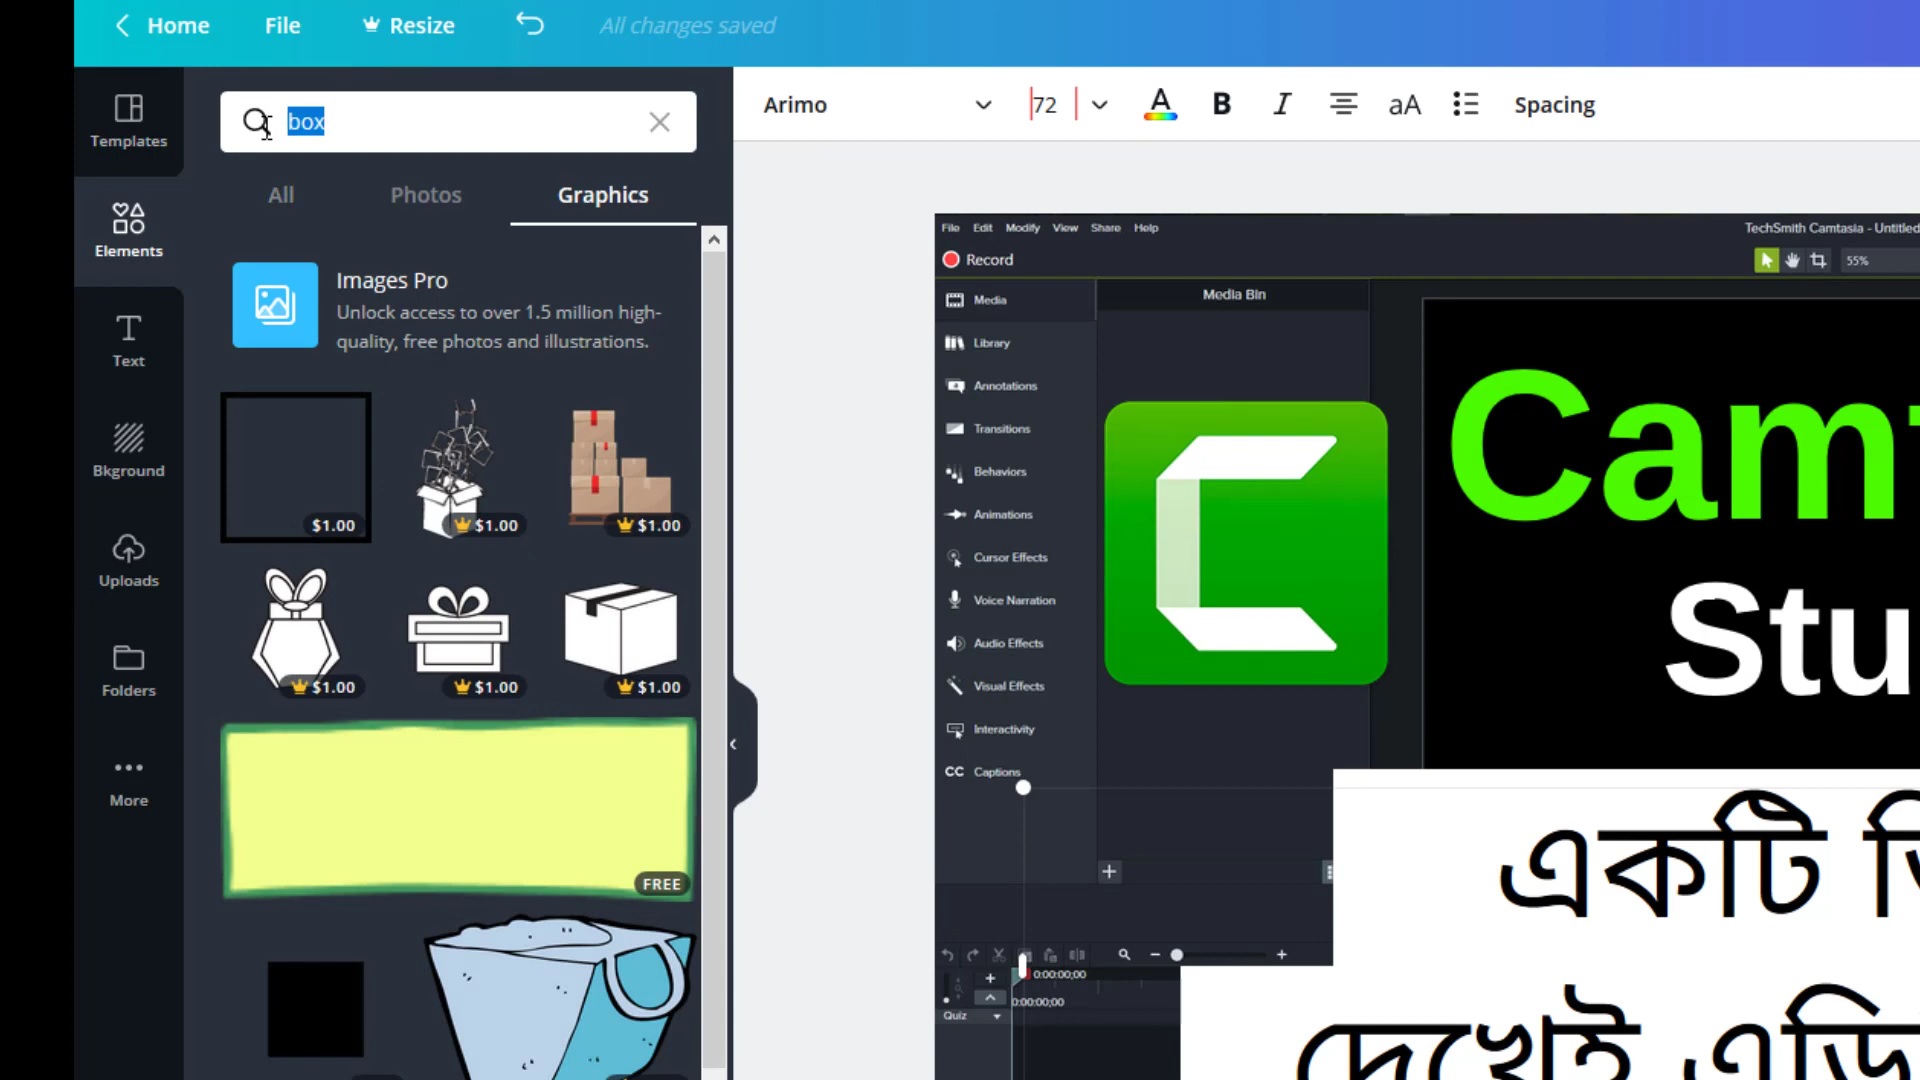 Home File Resize All changes saved
box
Arimo 72 A B I aA Spacing
Templates
Elements
Text
Bkground
Uploads
Folders
More
All Photos Graphics
Images Pro
Unlock access to over 1.5 million high-
quality, free photos and illustrations.
$1.00 $1.00 $1.00
$1.00 $1.00 $1.00
FREE
File Edit Modify View Share Help
TechSmith Camtasia - Untitled
Record
55%
Media
Library
Annotations
Transitions
Behaviors
Animations
Cursor Effects
Voice Narration
Audio Effects
Visual Effects
Interactivity
CC Captions
Media Bin
Stu
একটি
দেখেই
0:00:00;00
0:00:00;00
Quiz